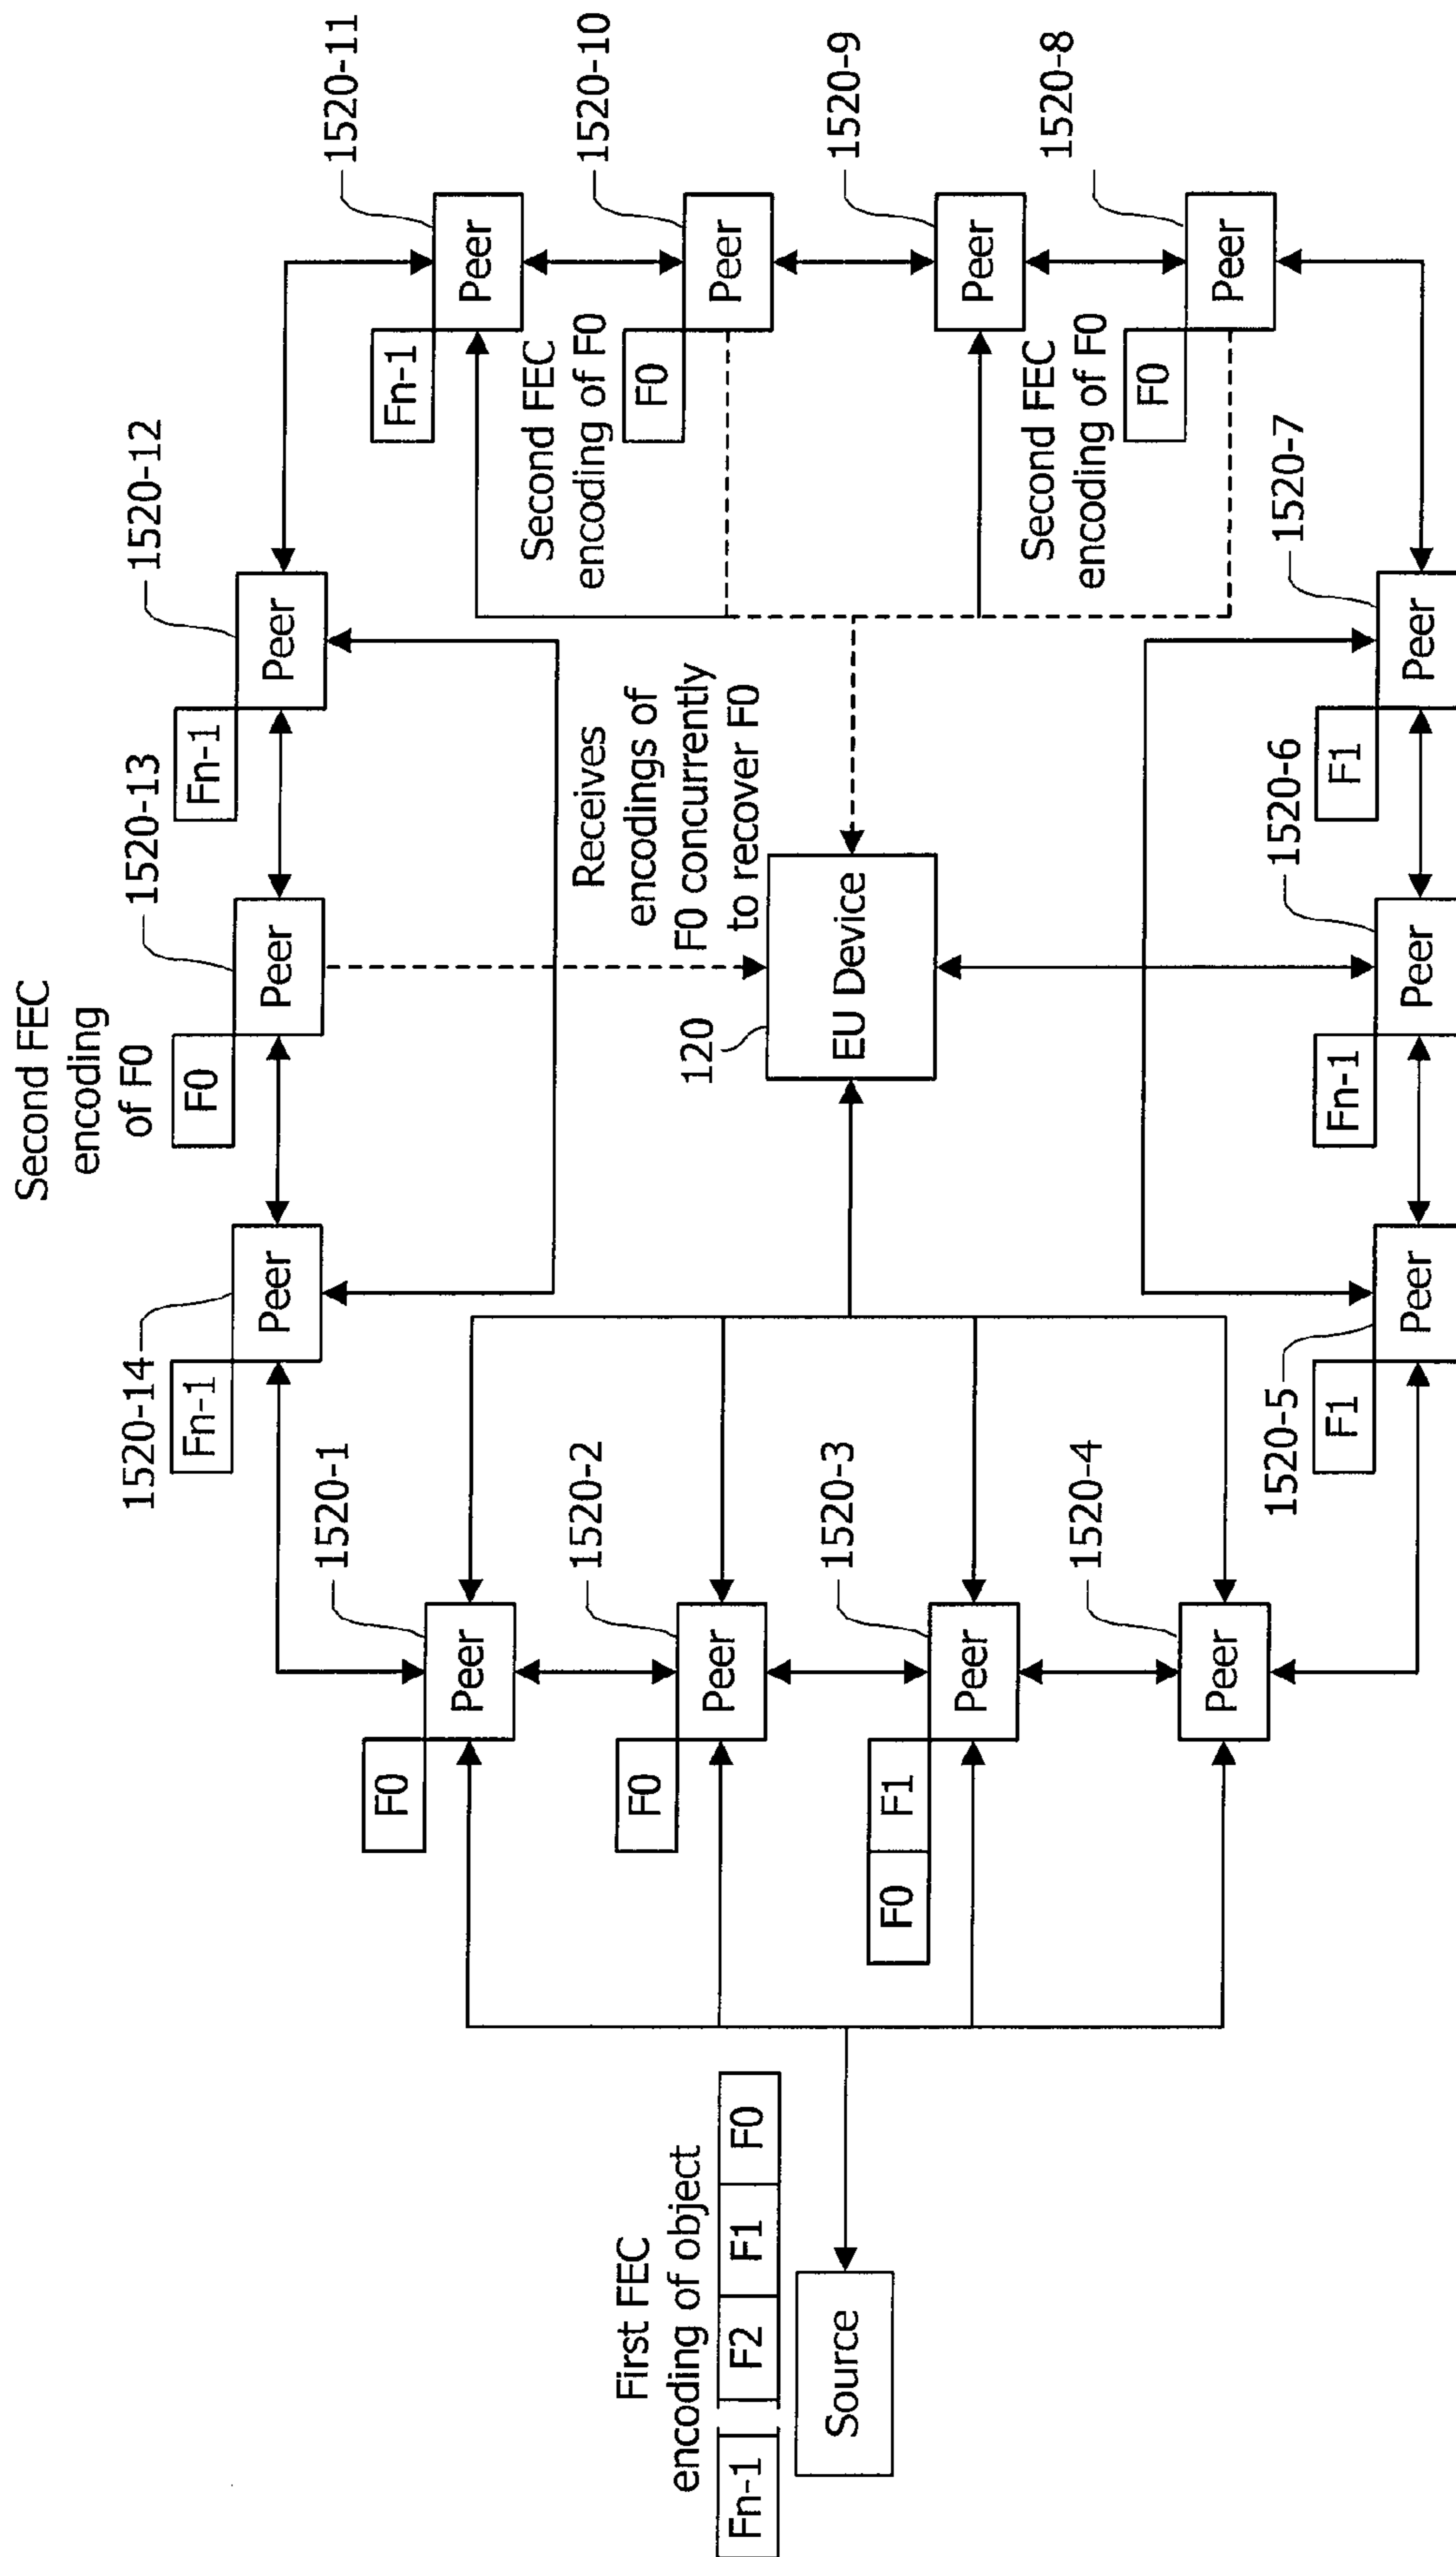 Second FEC
encoding
of F0
1520-14
1520-13
1520-12
Fn-1
F0
Fn-1
Peer
Peer
Peer
1520-1
1520-11
F0
Fn-1
Peer
Peer
1520-2
Second FEC
encoding of F0
1520-10
F0
F0
Peer
Peer
First FEC
encoding of object
Fn-1 F2 F1 F0
Source
Receives
encodings of
F0 concurrently
to recover F0
120
EU Device
1520-3
1520-9
F0 F1
Peer
Peer
1520-4
Second FEC
encoding of F0
1520-8
F0
Peer
Peer
1520-5
1520-6
1520-7
F1
Fn-1
F1
Peer
Peer
Peer